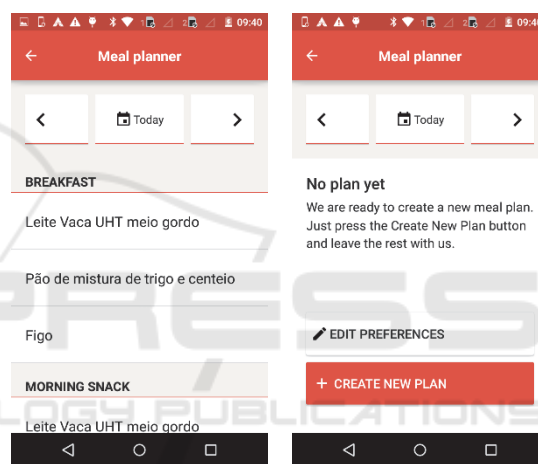 09:40
Meal planner
Today
BREAKFAST
Leite Vaca UHT meio gordo
Pão de mistura de trigo e centeio
Figo
MORNING SNACK
Leite Vaca UHT meio gordo
09:40
Meal planner
Today
No plan yet
We are ready to create a new meal plan.
Just press the Create New Plan button
and leave the rest with us.
EDIT PREFERENCES
+ CREATE NEW PLAN
PRESS
LOGY PUBLICATIONS